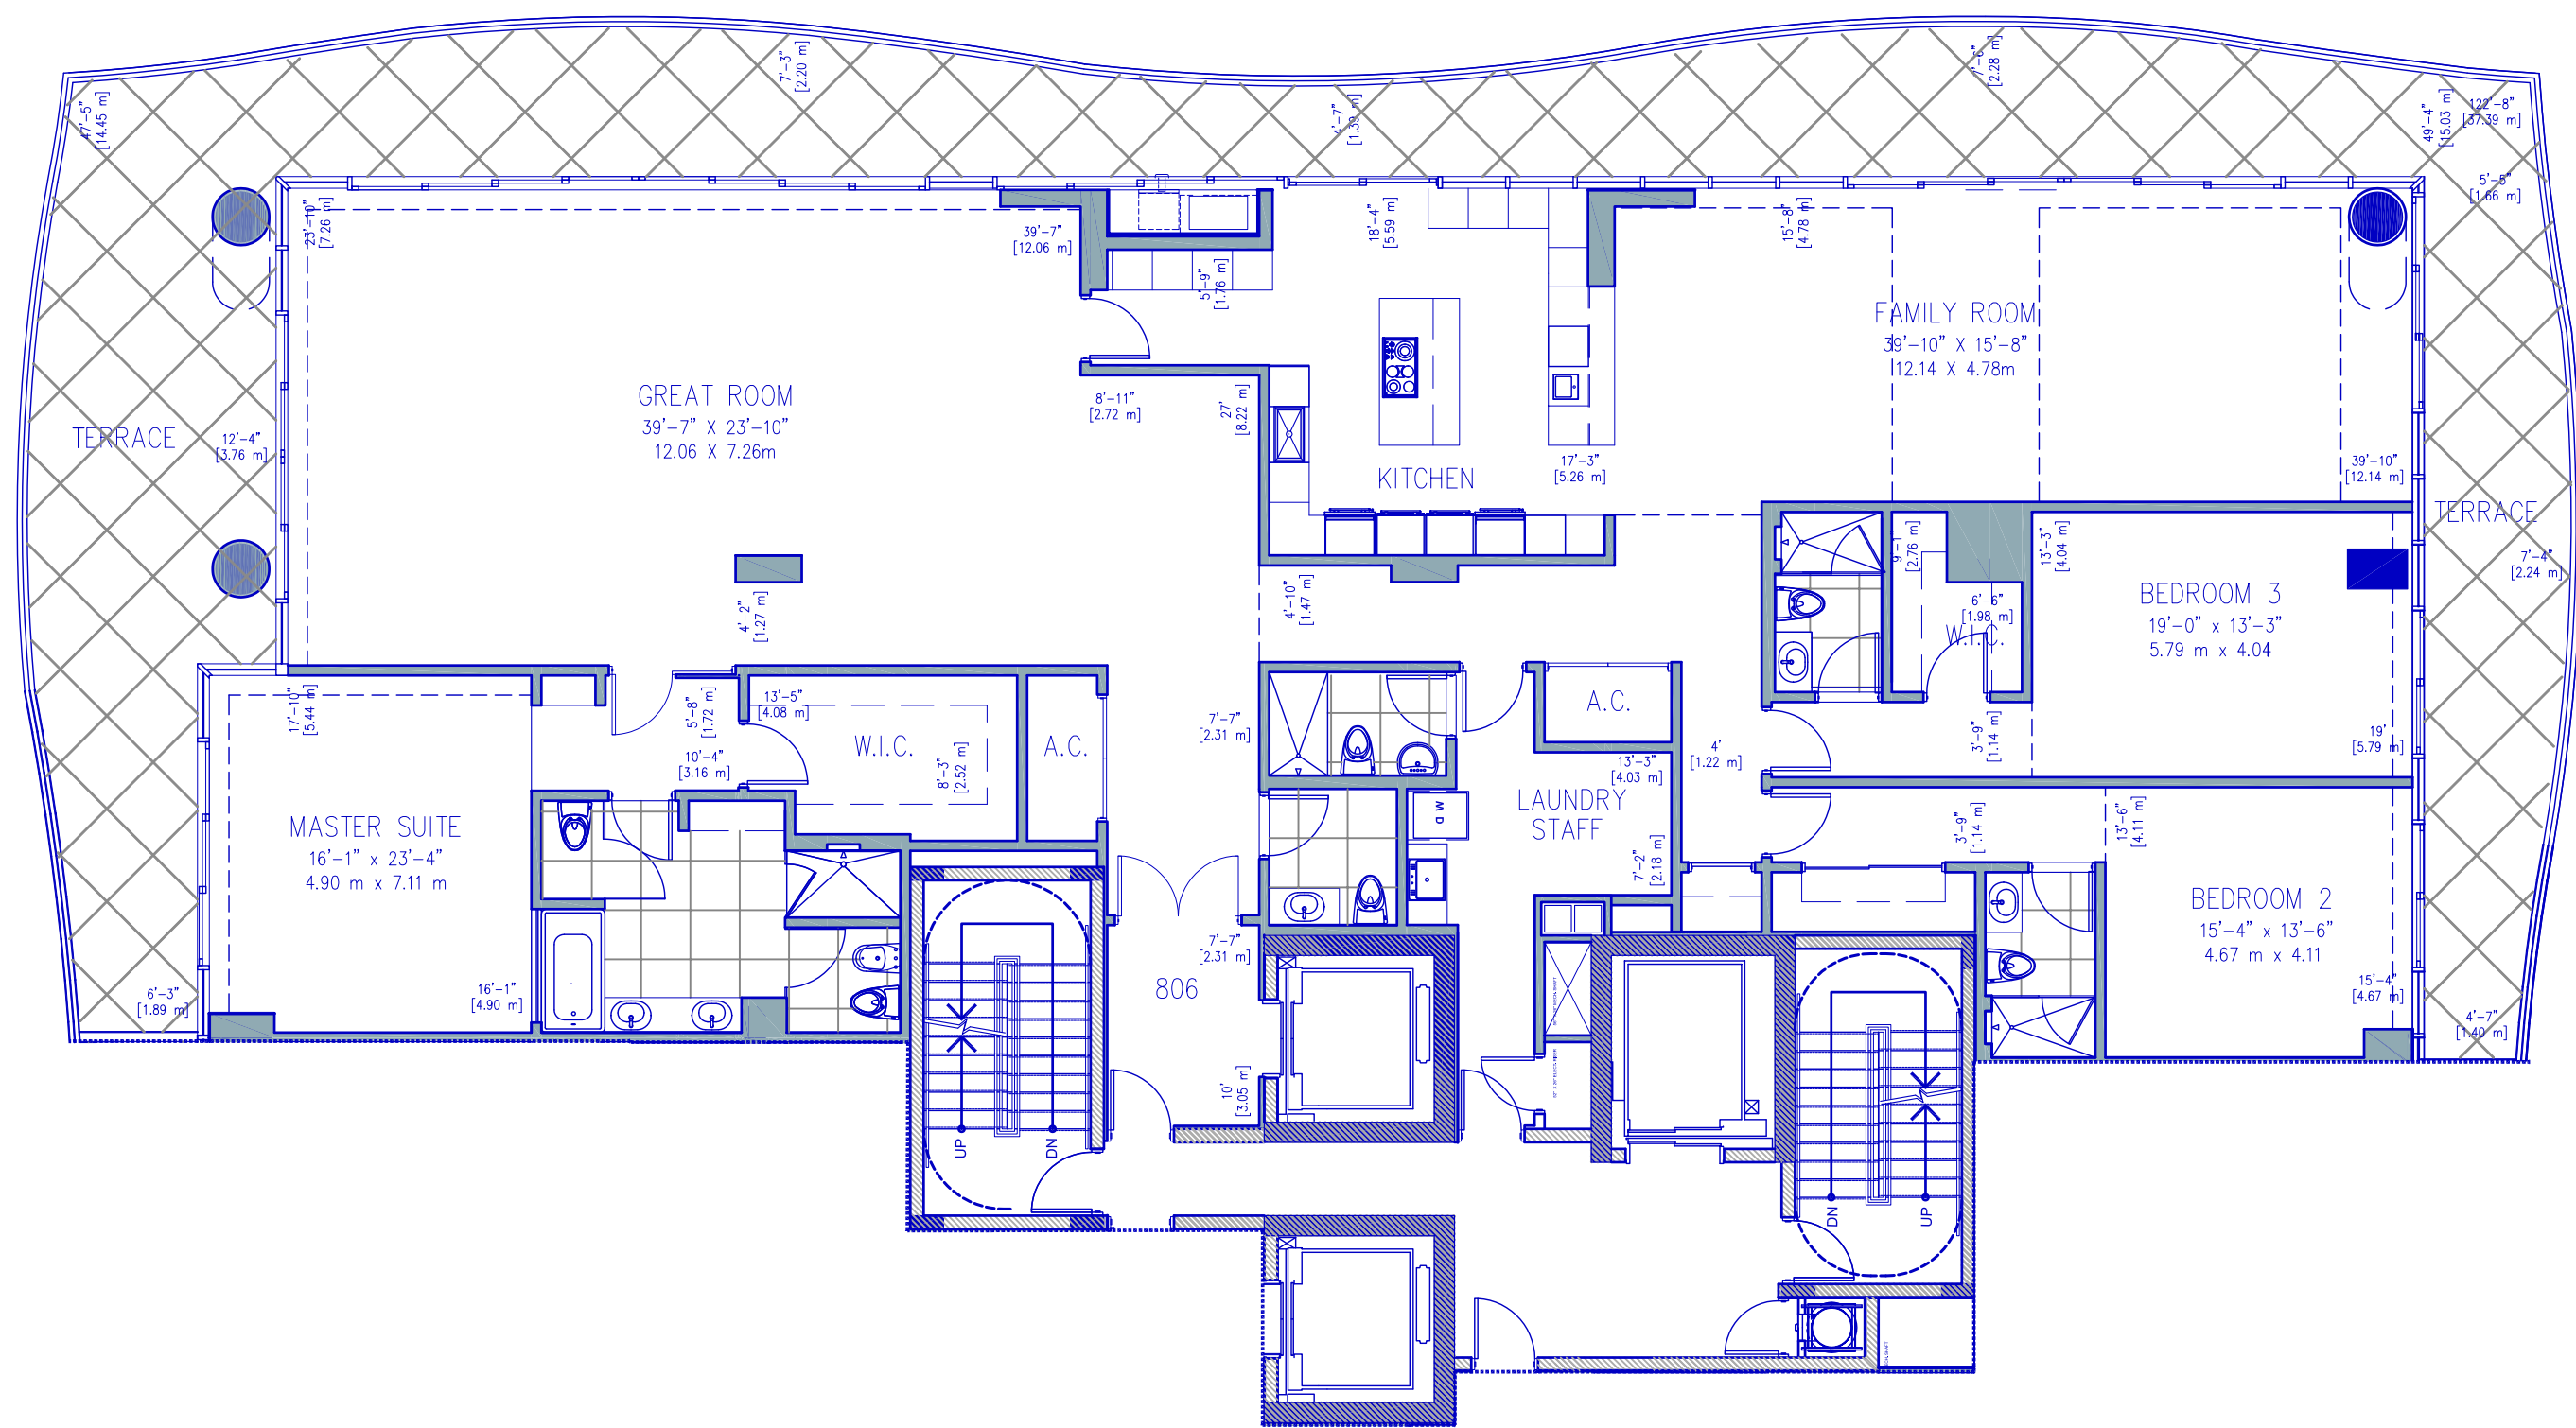 7'-3"
[2.20 m]
7'-6"
[2.28 m]
47'-5"
[14.45 m]
4'-7"
[1.39 m]
49'-4"
[15.03 m]
122'-8"
[37.39 m]
5'-5"
[1.66 m]
23'-10"
[7.26 m]
39'-7"
[12.06 m]
5'-9"
[1.76 m]
18'-4"
[5.59 m]
15'-8"
[4.78 m]
FAMILY ROOM
39'-10" X 15'-8"
12.14 X 4.78m
GREAT ROOM
39'-7" X 23'-10"
12.06 X 7.26m
TERRACE
12'-4"
[3.76 m]
8'-11"
[2.72 m]
27'
[8.22 m]
KITCHEN
17'-3"
[5.26 m]
39'-10"
[12.14 m]
TERRACE
7'-4"
[2.24 m]
9'-1"
[2.76 m]
13'-3"
[4.04 m]
6'-6"
[1.98 m]
W.I.C.
BEDROOM 3
19'-0" x 13'-3"
5.79 m x 4.04
4'-2"
[1.27 m]
4'-10"
[1.47 m]
17'-10"
[5.44 m]
5'-8"
[1.72 m]
13'-5"
[4.08 m]
10'-4"
[3.16 m]
W.I.C.
8'-3"
[2.52 m]
A.C.
7'-7"
[2.31 m]
A.C.
13'-3"
[4.03 m]
4'
[1.22 m]
3'-9"
[1.14 m]
19'
[5.79 m]
MASTER SUITE
16'-1" x 23'-4"
4.90 m x 7.11 m
W D
LAUNDRY
STAFF
7'-2"
[2.18 m]
3'-9"
[1.14 m]
13'-6"
[4.11 m]
BEDROOM 2
15'-4" x 13'-6"
4.67 m x 4.11
6'-3"
[1.89 m]
16'-1"
[4.90 m]
7'-7"
[2.31 m]
806
15'-4"
[4.67 m]
4'-7"
[1.40 m]
10'
[3.05 m]
UP
DN
DN
UP